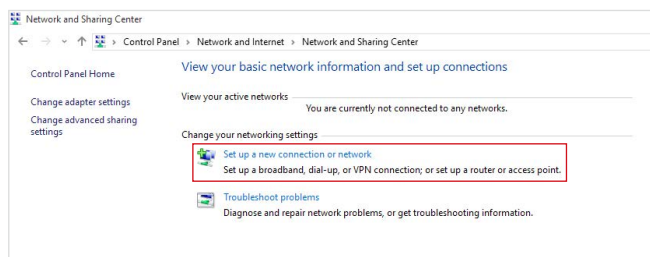 Network and Sharing Center
Control Panel > Network and Internet > Network and Sharing Center
Control Panel Home
Change adapter settings
Change advanced sharing
settings
View your basic network information and set up connections
View your active networks
You are currently not connected to any networks.
Change your networking settings
Set up a new connection or network
Set up a broadband, dial-up, or VPN connection; or set up a router or access point.
Troubleshoot problems
Diagnose and repair network problems, or get troubleshooting information.